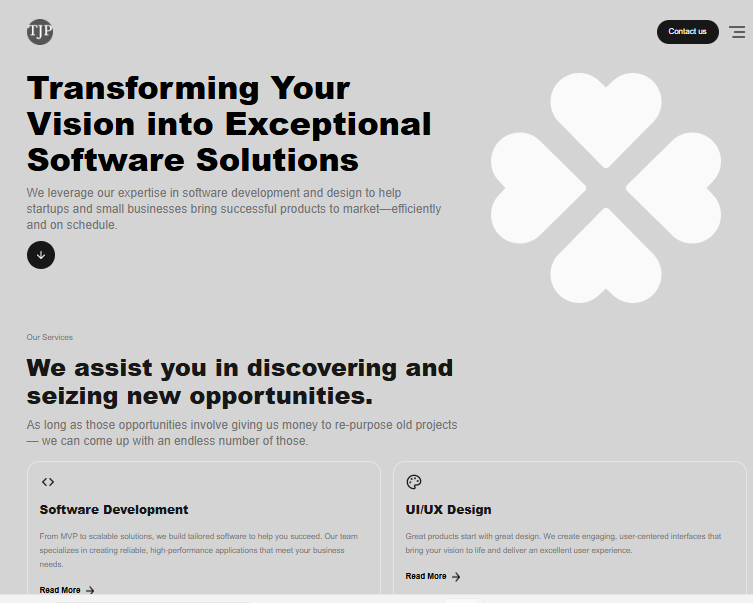 TJP
Contact us
Transforming Your
Vision into Exceptional
Software Solutions
We leverage our expertise in software development and design to help
startups and small businesses bring successful products to market—efficiently
and on schedule.
Our Services
We assist you in discovering and
seizing new opportunities.
As long as those opportunities involve giving us money to re-purpose old projects
— we can come up with an endless number of those.
Software Development
From MVP to scalable solutions, we build tailored software to help you succeed. Our team
specializes in creating reliable, high-performance applications that meet your business
needs.
Read More
UI/UX Design
Great products start with great design. We create engaging, user-centered interfaces that
bring your vision to life and deliver an excellent user experience.
Read More